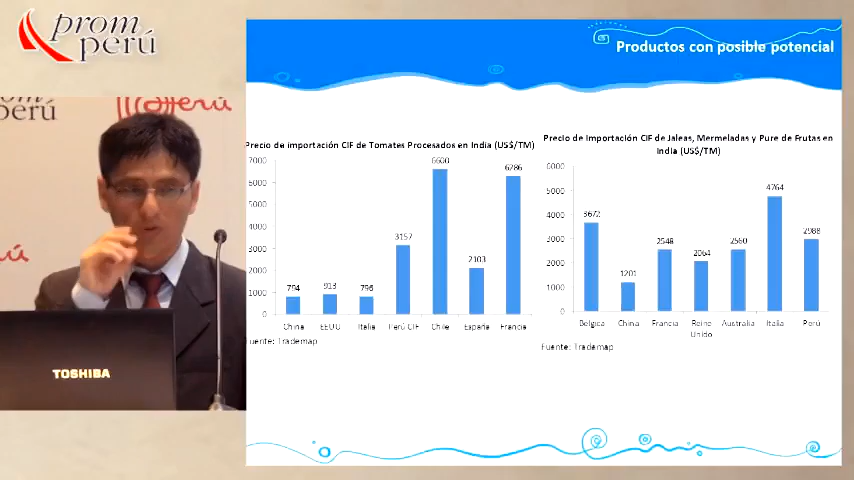 prom
perú
Productos con posible potencial
Precio de importación CIF de Tomates Procesados en India (US$/TM)
7000
6000
5000
4000
3000
2000
1000
0
794
913
796
3157
6600
2103
6286
China
EEUU
Italia
Perú CIF
Chile
España
Francia
uente: Trademap
Precio de Importación CIF de Jaleas, Mermeladas y Pure de Frutas en
India (US$/TM)
6000
5000
4000
3000
2000
1000
0
3672
1201
2548
2064
2560
4764
2988
Belgica
China
Francia
Reino
Unido
Australia
Italia
Perú
Fuente: Trademap
TOSHIBA